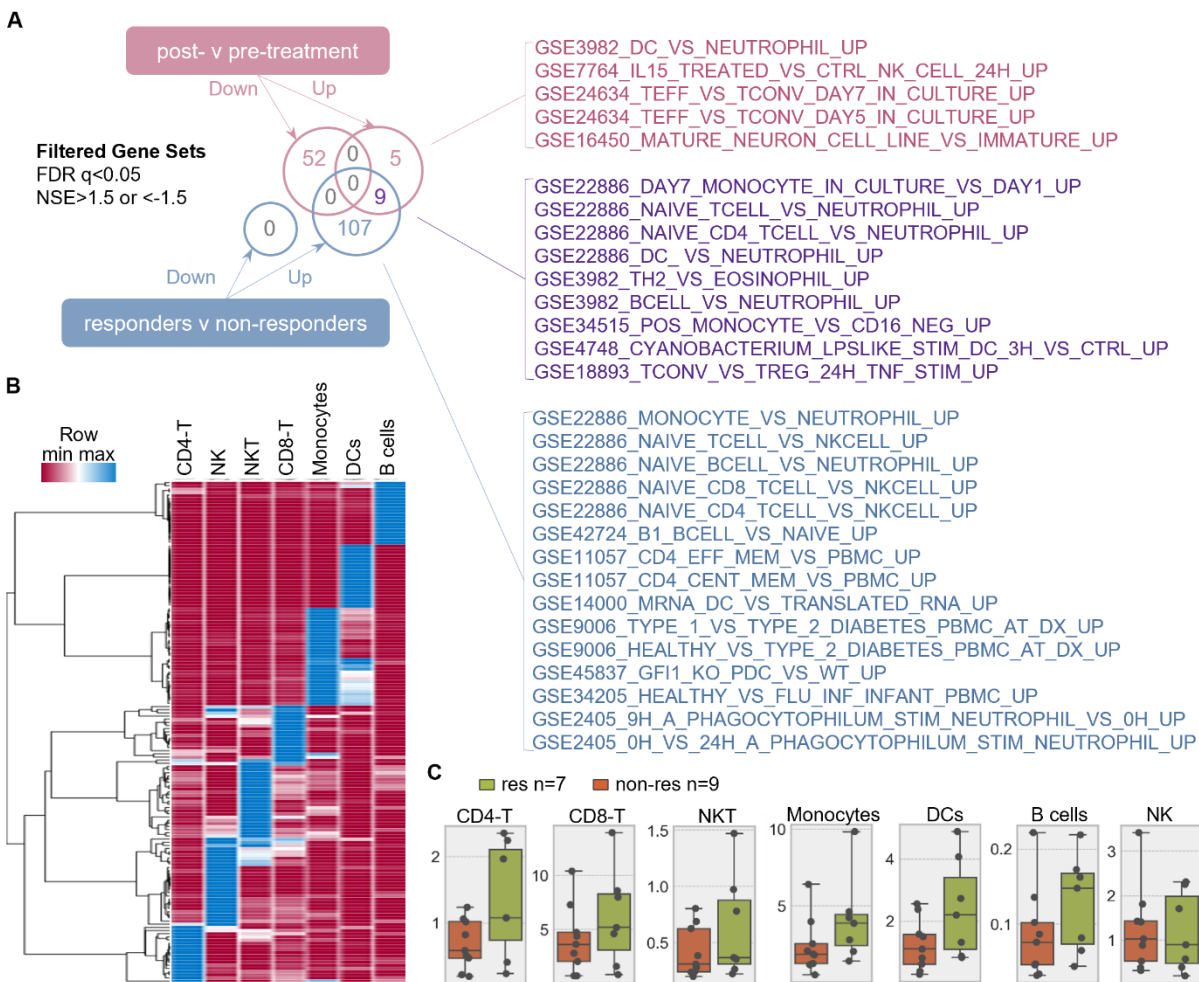 A
post- v pre-treatment
Down
Up
Filtered Gene Sets
FDR q<0.05
NSE>1.5 or <-1.5
52
0
5
0
0
9
0
107
Down
Up
responders v non-responders
GSE3982_DC_VS_NEUTROPHIL_UP
GSE7764_IL15_TREATED_VS_CTRL_NK_CELL_24H_UP
GSE24634_TEFF_VS_TCONV_DAY7_IN_CULTURE_UP
GSE24634_TEFF_VS_TCONV_DAY5_IN_CULTURE_UP
GSE16450_MATURE_NEURON_CELL_LINE_VS_IMMATURE_UP
GSE22886_DAY7_MONOCYTE_IN_CULTURE_VS_DAY1_UP
GSE22886_NAIVE_TCELL_VS_NEUTROPHIL_UP
GSE22886_NAIVE_CD4_TCELL_VS_NEUTROPHIL_UP
GSE22886_DC_VS_NEUTROPHIL_UP
GSE3982_TH2_VS_EOSINOPHIL_UP
GSE3982_BCELL_VS_NEUTROPHIL_UP
GSE34515_POS_MONOCYTE_VS_CD16_NEG_UP
GSE4748_CYANOBACTERIUM_LPSLIKE_STIM_DC_3H_VS_CTRL_UP
GSE18893_TCONV_VS_TREG_24H_TNF_STIM_UP
GSE22886_MONOCYTE_VS_NEUTROPHIL_UP
GSE22886_NAIVE_TCELL_VS_NKCELL_UP
GSE22886_NAIVE_BCELL_VS_NEUTROPHIL_UP
GSE22886_NAIVE_CD8_TCELL_VS_NKCELL_UP
GSE22886_NAIVE_CD4_TCELL_VS_NKCELL_UP
GSE42724_B1_BCELL_VS_NAIVE_UP
GSE11057_CD4_EFF_MEM_VS_PBMC_UP
GSE11057_CD4_CENT_MEM_VS_PBMC_UP
GSE14000_MRNA_DC_VS_TRANSLATED_RNA_UP
GSE9006_TYPE_1_VS_TYPE_2_DIABETES_PBMC_AT_DX_UP
GSE9006_HEALTHY_VS_TYPE_2_DIABETES_PBMC_AT_DX_UP
GSE45837_GFI1_KO_PDC_VS_WT_UP
GSE34205_HEALTHY_VS_FLU_INF_INFANT_PBMC_UP
GSE2405_9H_A_PHAGOCYTOPHILUM_STIM_NEUTROPHIL_VS_0H_UP
GSE2405_0H_VS_24H_A_PHAGOCYTOPHILUM_STIM_NEUTROPHIL_UP
B
Row
min max
CD4-T
NK
NKT
CD8-T
Monocytes
DCs
B cells
C
res n=7
non-res n=9
CD4-T
2
1
CD8-T
10
5
NKT
1.5
1.0
0.5
Monocytes
10
5
DCs
4
2
B cells
0.2
0.1
NK
3
2
1